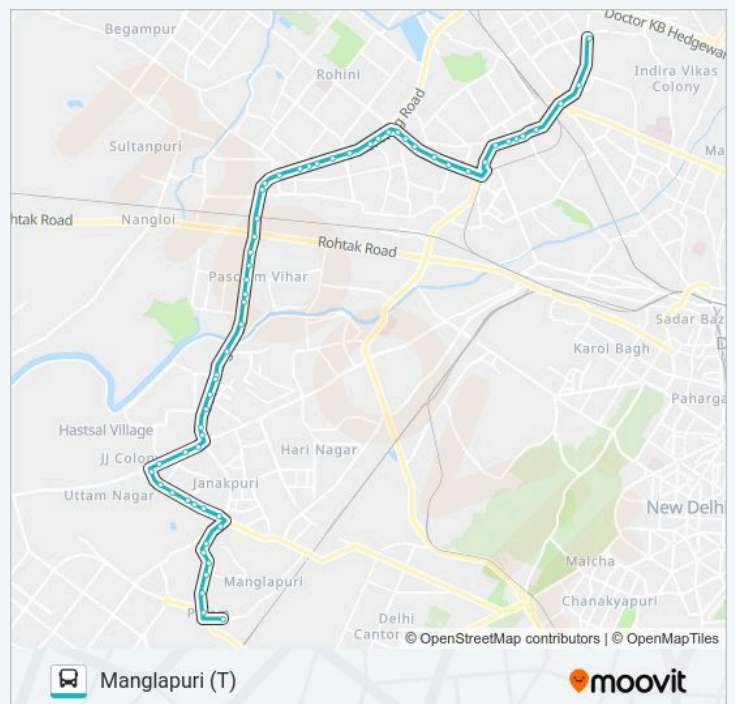 Doctor KB Hedgewar
Begampur
Indira Vikas
Colony
Rohini
g Road
Sultanpuri
Ma
htak Road
Nangloi
Rohtak Road
Paschim Vihar
Sadar Baz
D
Karol Bagh
Paharga
Hastsal Village
JJ Colon
Hari Nagar
Uttam Nagar
Janakpuri
New Delhi
Malcha
Manglapuri
Chanakyapuri
Delhi
Cantor
© OpenStreetMap contributors | © OpenMapTiles
Manglapuri (T)
moovit